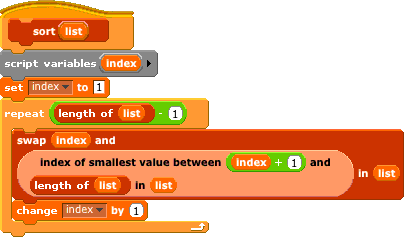 sort list
script variables index
set index to 1
repeat length of list - 1
swap index and
index of smallest value between index + 1 and
length of list in list
in list
change index by 1